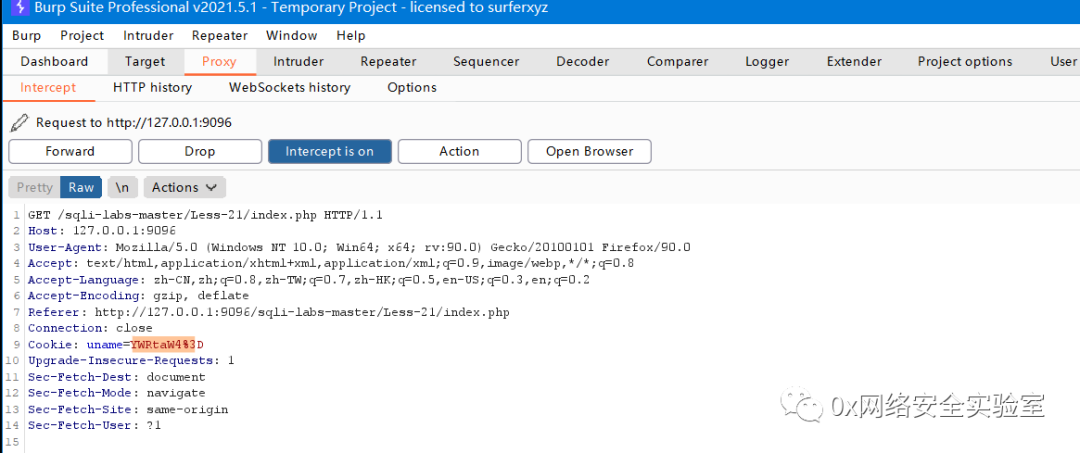 Burp Suite Professional v2021.5.1 - Temporary Project - licensed to surferxyz
Burp Project Intruder Repeater Window Help
Dashboard Target Proxy Intruder Repeater Sequencer Decoder Comparer Logger Extender Project options User
Intercept HTTP history WebSockets history Options
Request to http://127.0.0.1:9096
Forward Drop Intercept is on Action Open Browser
Pretty Raw \n Actions
1 GET /sqli-labs-master/Less-21/index.php HTTP/1.1
2 Host: 127.0.0.1:9096
3 User-Agent: Mozilla/5.0 (Windows NT 10.0; Win64; x64; rv:90.0) Gecko/20100101 Firefox/90.0
4 Accept: text/html,application/xhtml+xml,application/xml;q=0.9,image/webp,*/*;q=0.8
5 Accept-Language: zh-CN,zh;q=0.8,zh-TW;q=0.7,zh-HK;q=0.5,en-US;q=0.3,en;q=0.2
6 Accept-Encoding: gzip, deflate
7 Referer: http://127.0.0.1:9096/sqli-labs-master/Less-21/index.php
8 Connection: close
9 Cookie: uname=YWRtaW4%3D
10 Upgrade-Insecure-Requests: 1
11 Sec-Fetch-Dest: document
12 Sec-Fetch-Mode: navigate
13 Sec-Fetch-Site: same-origin
14 Sec-Fetch-User: ?1
15
0x网络安全实验室